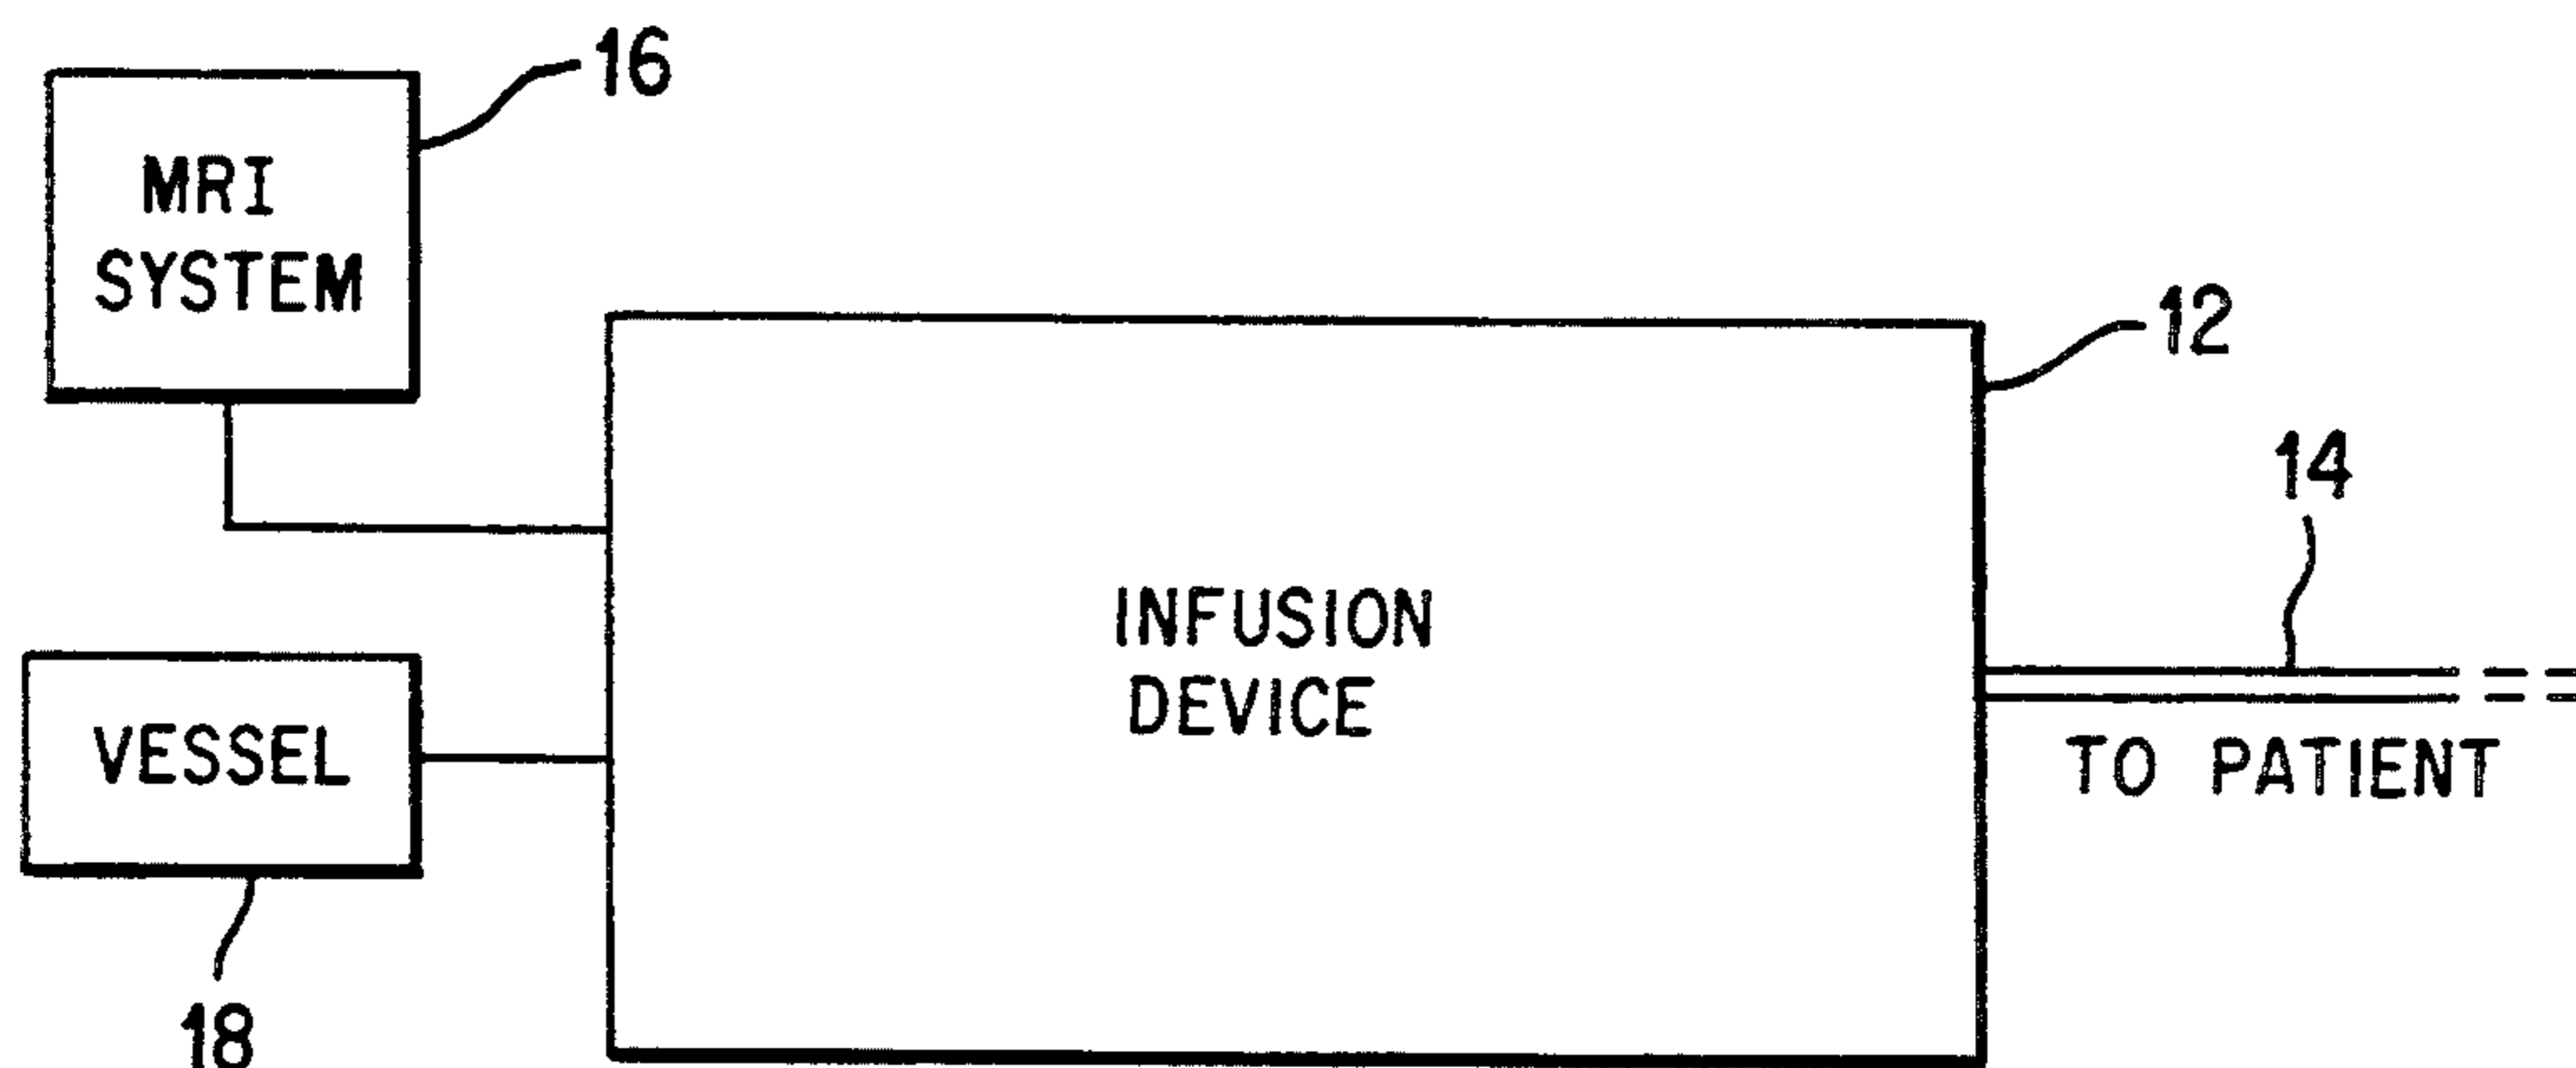 16
MRI
SYSTEM
12
14
INFUSION
DEVICE
VESSEL
TO PATIENT
18